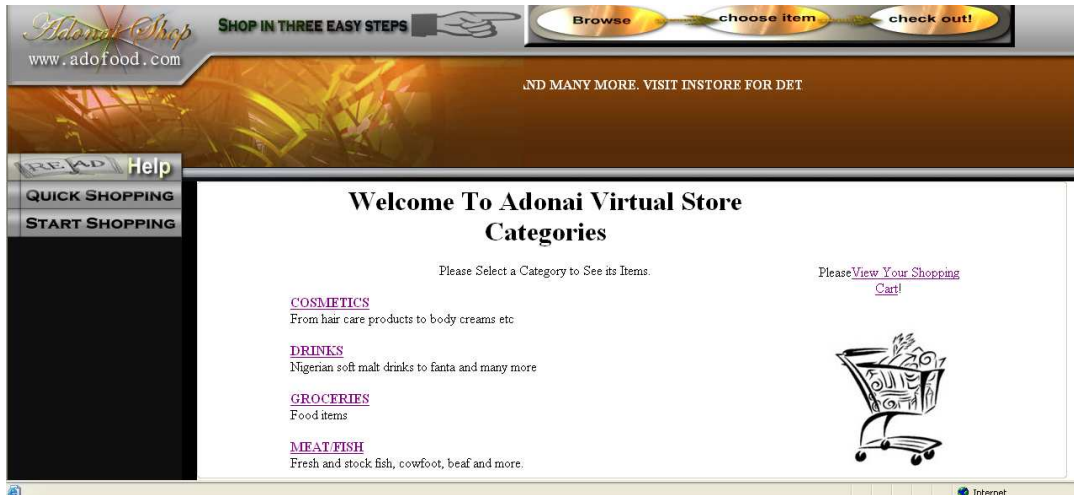 Adonai Shop
www.adofood.com
SHOP IN THREE EASY STEPS
Browse
choose item
check out!
ND MANY MORE. VISIT INSTORE FOR DET
READ Help
QUICK SHOPPING
START SHOPPING
Welcome To Adonai Virtual Store
Categories
Please Select a Category to See its Items.
PleaseView Your Shopping
Cart!
COSMETICS
From hair care products to body creams etc
DRINKS
Nigerian soft malt drinks to fanta and many more
GROCERIES
Food items
MEAT/FISH
Fresh and stock fish, cowfoot, beaf and more.
Internet